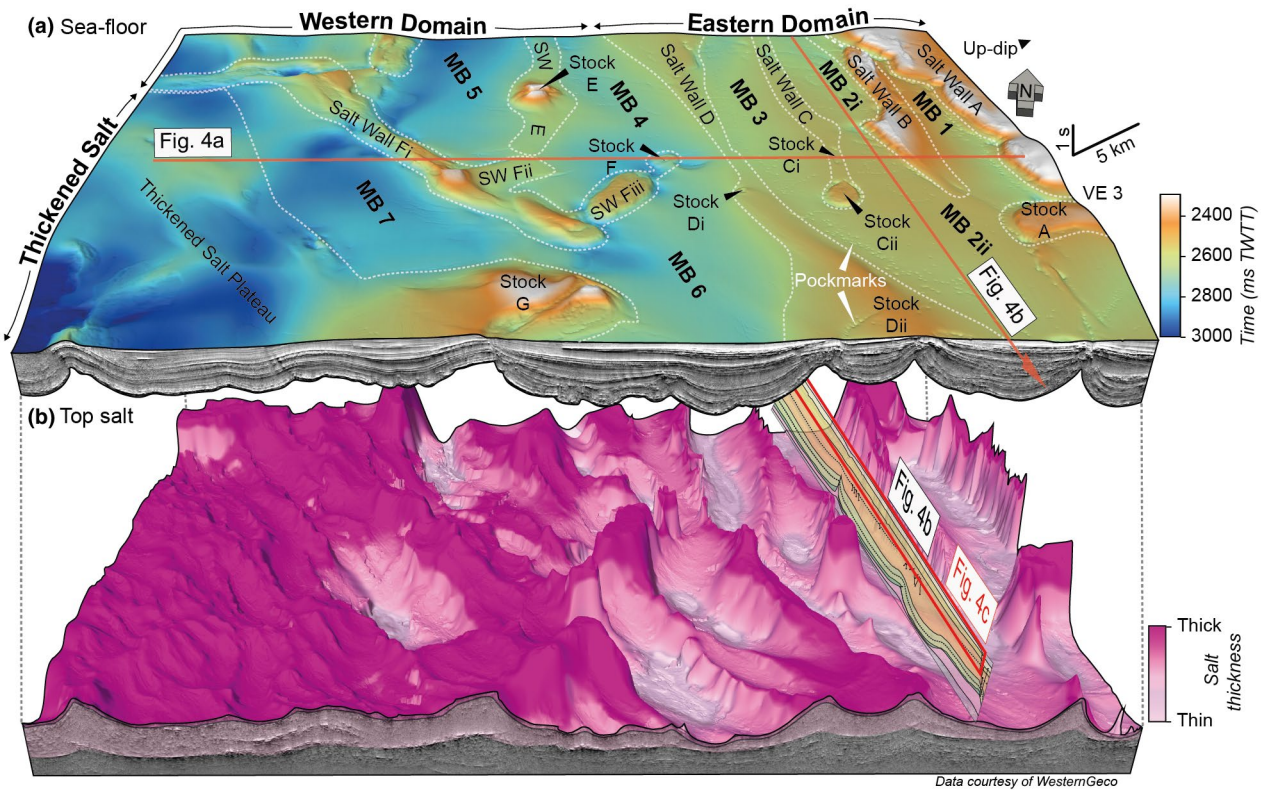 (a) Sea-floor
Western Domain
Eastern Domain
Up-dip
N
1 s
5 km
VE 3
Thickened Salt
Fig. 4a
MB 5
SW
E
Stock
E
MB 4
Salt Wall D
MB 3
Salt Wall C
MB 2i
Salt Wall B
MB 1
Salt Wall A
Salt Wall Fi
SW Fii
Stock
F
SW Fiii
Stock
Ci
Stock
Di
Stock
Cii
MB 2ii
Stock
A
Thickened Salt Plateau
MB 7
Stock
G
MB 6
Pockmarks
Stock
Dii
Fig. 4b
2400
2600
2800
3000
Time (ms TWTT)
(b) Top salt
Fig. 4b
Fig. 4c
Thick
Thin
Salt
thickness
Data courtesy of WesternGeco